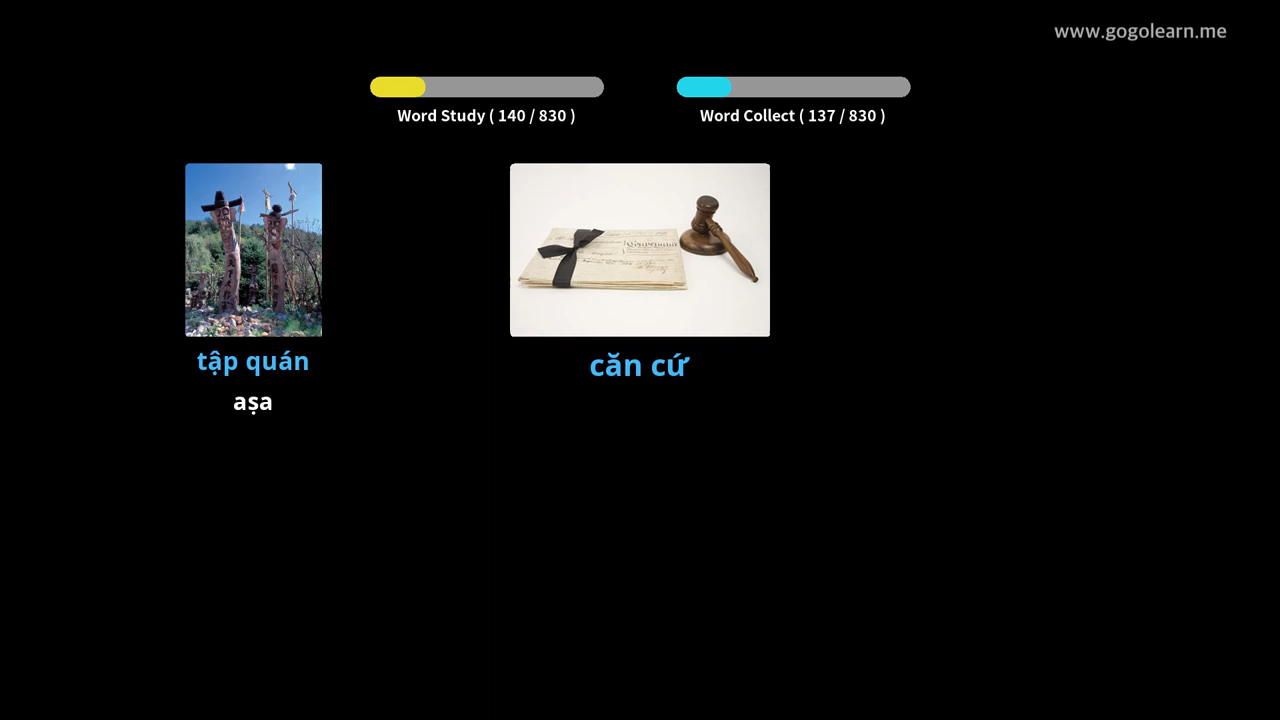 www.gogolearn.me
Word Study ( 140 / 830 )
Word Collect ( 137 / 830 )
tập quán
aṣa
căn cứ